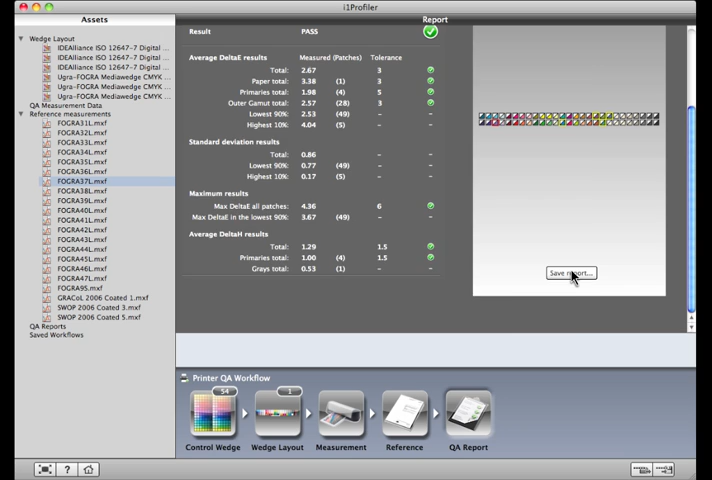 i1Profiler
Assets
Report
Wedge Layout
IDEAlliance ISO 12647-7 Digital ...
IDEAlliance ISO 12647-7 Digital ...
IDEAlliance ISO 12647-7 Digital ...
Ugra-FOGRA Mediawedge CMYK ...
Ugra-FOGRA Mediawedge CMYK ...
Ugra-FOGRA Mediawedge CMYK ...
QA Measurement Data
Reference measurements
FOGRA31L.mxf
FOGRA32L.mxf
FOGRA33L.mxf
FOGRA34L.mxf
FOGRA35L.mxf
FOGRA36L.mxf
FOGRA37L.mxf
FOGRA38L.mxf
FOGRA39L.mxf
FOGRA40L.mxf
FOGRA41L.mxf
FOGRA42L.mxf
FOGRA43L.mxf
FOGRA44L.mxf
FOGRA45L.mxf
FOGRA46L.mxf
FOGRA47L.mxf
FOGRA95.mxf
GRACoL 2006 Coated 1.mxf
SWOP 2006 Coated 3.mxf
SWOP 2006 Coated 5.mxf
QA Reports
Saved Workflows
Result PASS
Average DeltaE results Measured (Patches) Tolerance
Total: 2.67 3
Paper total: 3.38 (1) 3
Primaries total: 1.98 (4) 5
Outer Gamut total: 2.57 (28) 3
Lowest 90%: 2.53 (49) – –
Highest 10%: 4.04 (5) – –
Standard deviation results
Total: 0.66 – –
Lowest 90%: 0.77 (49) – –
Highest 10%: 0.17 (5) – –
Maximum results
Max DeltaE all patches: 4.36 6
Max DeltaE in the lowest 90%: 3.67 (49) – –
Average DeltaH results
Total: 1.29 1.5
Primaries total: 1.00 (4) 1.5
Grays total: 0.53 (1) – –
Save report...
Printer QA Workflow
54
1
Control Wedge
Wedge Layout
Measurement
Reference
QA Report
?